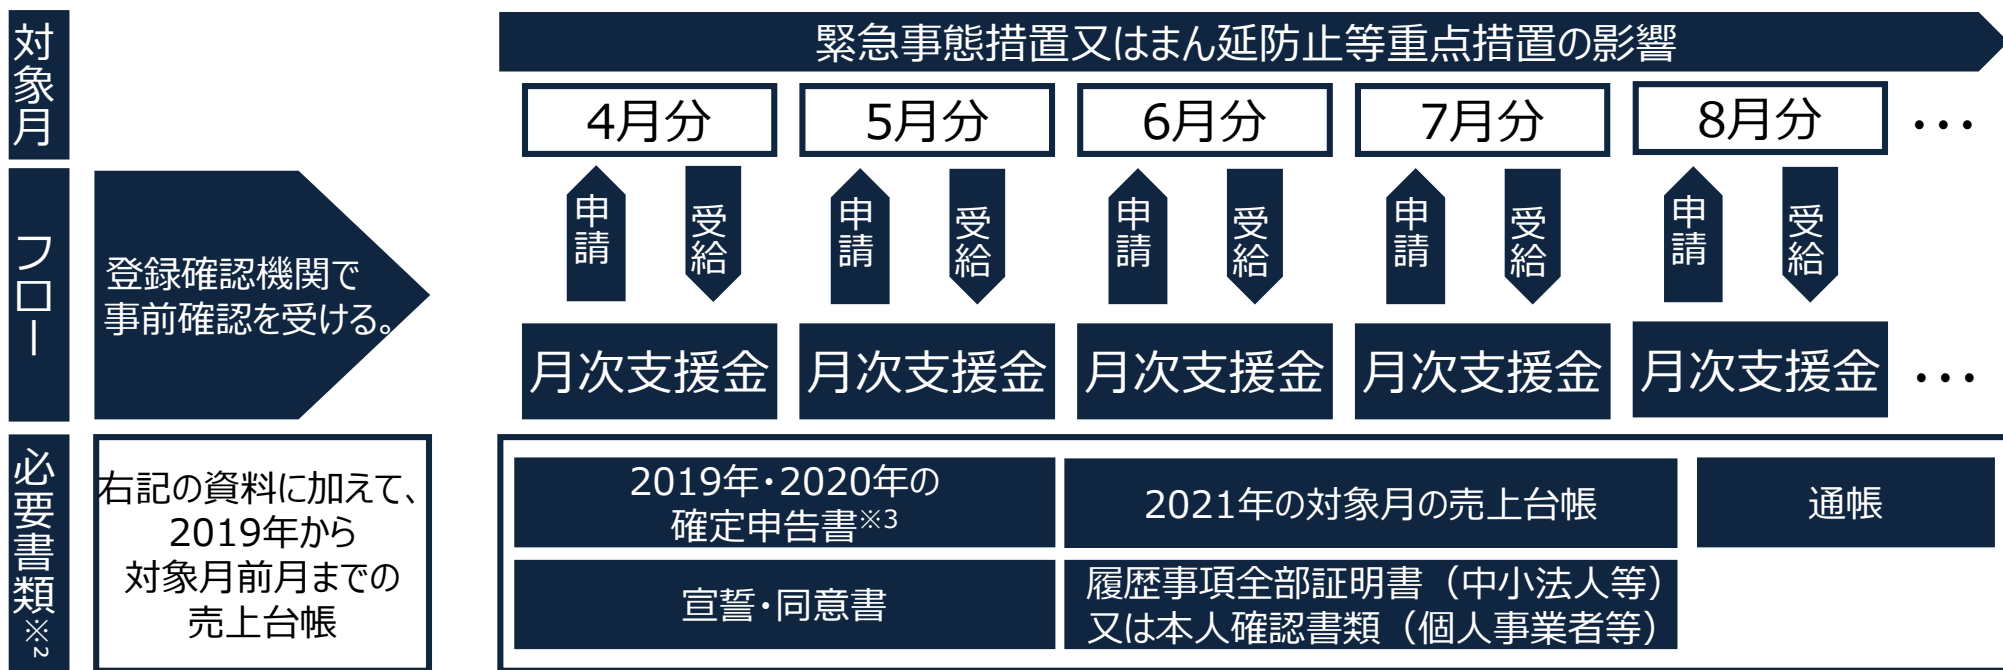 対象月
緊急事態措置又はまん延防止等重点措置の影響
4月分
5月分
6月分
7月分
8月分
・・・
フロー
登録確認機関で
事前確認を受ける。
申請
受給
申請
受給
申請
受給
申請
受給
申請
受給
月次支援金
月次支援金
月次支援金
月次支援金
月次支援金
・・・
必要書類※2
右記の資料に加えて、
2019年から
対象月前月までの
売上台帳
2019年・2020年の
確定申告書※3
2021年の対象月の売上台帳
通帳
宣誓・同意書
履歴事項全部証明書（中小法人等）
又は本人確認書類（個人事業者等）